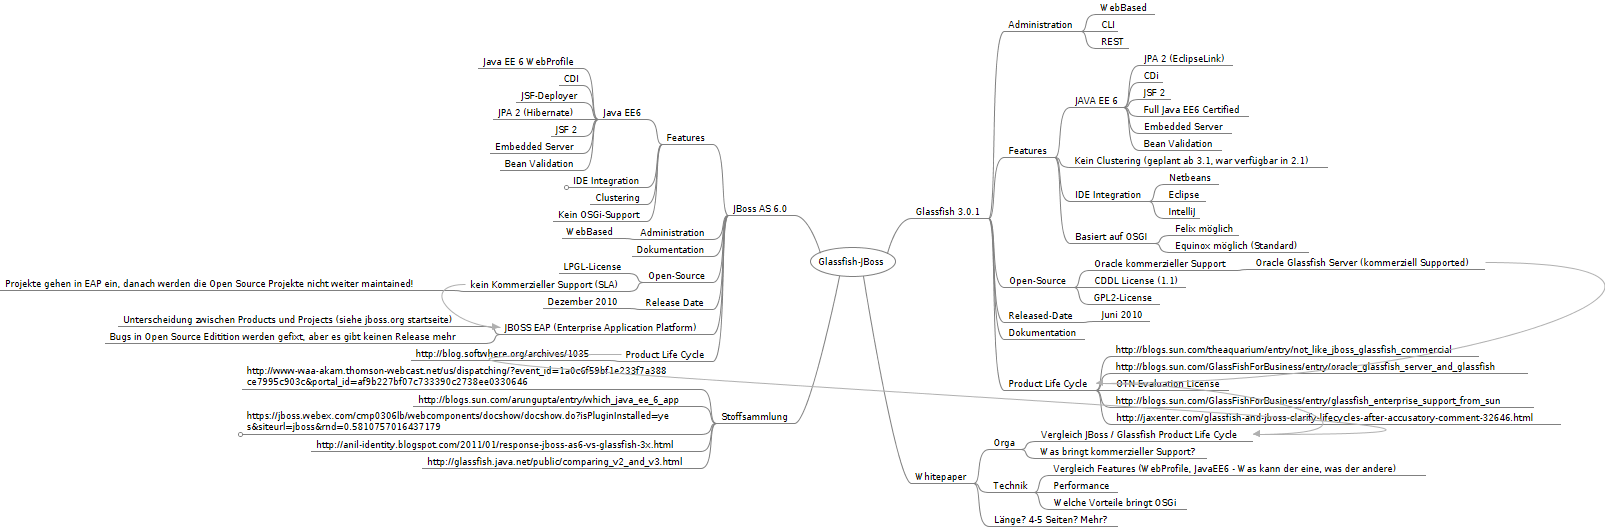 Glassfish-JBoss
JBoss AS 6.0
Features
Java EE6
Java EE 6 WebProfile
CDI
JSF-Deployer
JPA 2 (Hibernate)
JSF 2
Embedded Server
Bean Validation
IDE Integration
Clustering
Kein OSGi-Support
Administration
WebBased
Dokumentation
Open-Source
LPGL-License
kein Kommerzieller Support (SLA)
Projekte gehen in EAP ein, danach werden die Open Source Projekte nicht weiter maintained!
Release Date
Dezember 2010
JBOSS EAP (Enterprise Application Platform)
Unterscheidung zwischen Products und Projects (siehe jboss.org startseite)
Bugs in Open Source Editition werden gefixt, aber es gibt keinen Release mehr
Product Life Cycle
http://blog.softwhere.org/archives/1035
Stoffsammlung
http://www-waa-akam.thomson-webcast.net/us/dispatching/?event_id=1a0c6f59bf1e233f7a388
ce7995c903c&portal_id=af9b227bf07c733390c2738ee0330646
http://blogs.sun.com/arungupta/entry/which_java_ee_6_app
https://jboss.webex.com/cmp0306lb/webcomponents/docshow/docshow.do?isPluginInstalled=ye
s&siteurl=jboss&rnd=0.5810757016437179
http://anil-identity.blogspot.com/2011/01/response-jboss-as6-vs-glassfish-3x.html
http://glassfish.java.net/public/comparing_v2_and_v3.html
Glassfish 3.0.1
Administration
WebBased
CLI
REST
Features
JAVA EE 6
JPA 2 (EclipseLink)
CDi
JSF 2
Full Java EE6 Certified
Embedded Server
Bean Validation
Kein Clustering (geplant ab 3.1, war verfügbar in 2.1)
IDE Integration
Netbeans
Eclipse
IntelliJ
Basiert auf OSGI
Felix möglich
Equinox möglich (Standard)
Open-Source
Oracle kommerzieller Support
Oracle Glassfish Server (kommerziell Supported)
CDDL License (1.1)
GPL2-License
Released-Date
Juni 2010
Dokumentation
Product Life Cycle
http://blogs.sun.com/theaquarium/entry/not_like_jboss_glassfish_commercial
http://blogs.sun.com/GlassFishForBusiness/entry/oracle_glassfish_server_and_glassfish
OTN Evaluation License
http://blogs.sun.com/GlassFishForBusiness/entry/glassfish_enterprise_support_from_sun
http://jaxenter.com/glassfish-and-jboss-clarify-lifecycles-after-accusatory-comment-32646.html
Whitepaper
Orga
Vergleich JBoss / Glassfish Product Life Cycle
Was bringt kommerzieller Support?
Technik
Vergleich Features (WebProfile, JavaEE6 - Was kann der eine, was der andere)
Performance
Welche Vorteile bringt OSGi
Länge? 4-5 Seiten? Mehr?